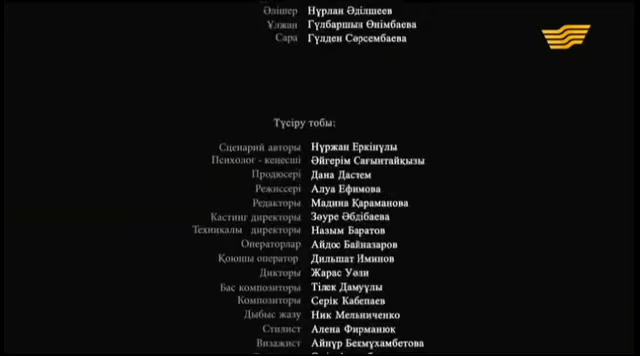 Әлішер Нұрлан Әділшеев
Ұлжан Гүлбаршын Өнімбаева
Сара Гүлден Сәрсембаева
Түсіру тобы:
Сценарий авторы Нұржан Еркінұлы
Психолог - кеңесші Әйгерім Сағынтайқызы
Продюсері Дана Дастем
Режиссері Алуа Ефимова
Редакторы Мадина Қараманова
Кастинг директоры Зәуре Әбдібаева
Техникалы директоры Назым Баратов
Операторлар Айдос Байназаров
Қоюшы оператор Дильшат Иминов
Дикторы Жарас Уәли
Бас композиторы Тілек Дамуұлы
Композиторы Серік Кабепаев
Дыбыс жазу Ник Мельниченко
Стилист Алена Фирманюк
Визажист Айнұр Бекмұхамбетова